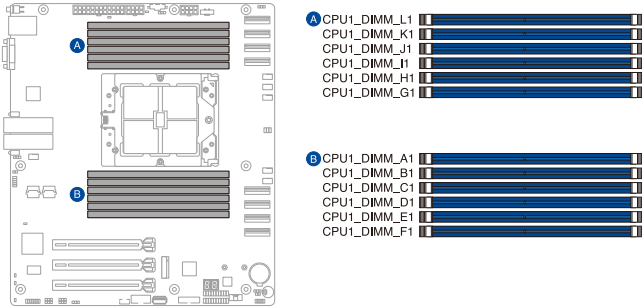 A CPU1_DIMM_L1
CPU1_DIMM_K1
CPU1_DIMM_J1
CPU1_DIMM_I1
CPU1_DIMM_H1
CPU1_DIMM_G1
B CPU1_DIMM_A1
CPU1_DIMM_B1
CPU1_DIMM_C1
CPU1_DIMM_D1
CPU1_DIMM_E1
CPU1_DIMM_F1
A
B